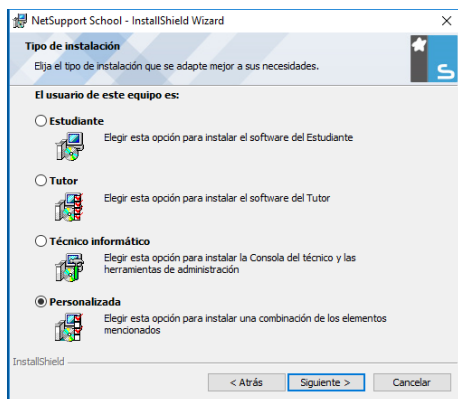 NetSupport School - InstallShield Wizard
Tipo de instalación
Elija el tipo de instalación que se adapte mejor a sus necesidades.
S
El usuario de este equipo es:
Estudiante
Elegir esta opción para instalar el software del Estudiante
Tutor
Elegir esta opción para instalar el software del Tutor
Técnico informático
Elegir esta opción para instalar la Consola del técnico y las
herramientas de administración
Personalizada
Elegir esta opción para instalar una combinación de los elementos
mencionados
InstallShield
< Atrás
Siguiente >
Cancelar